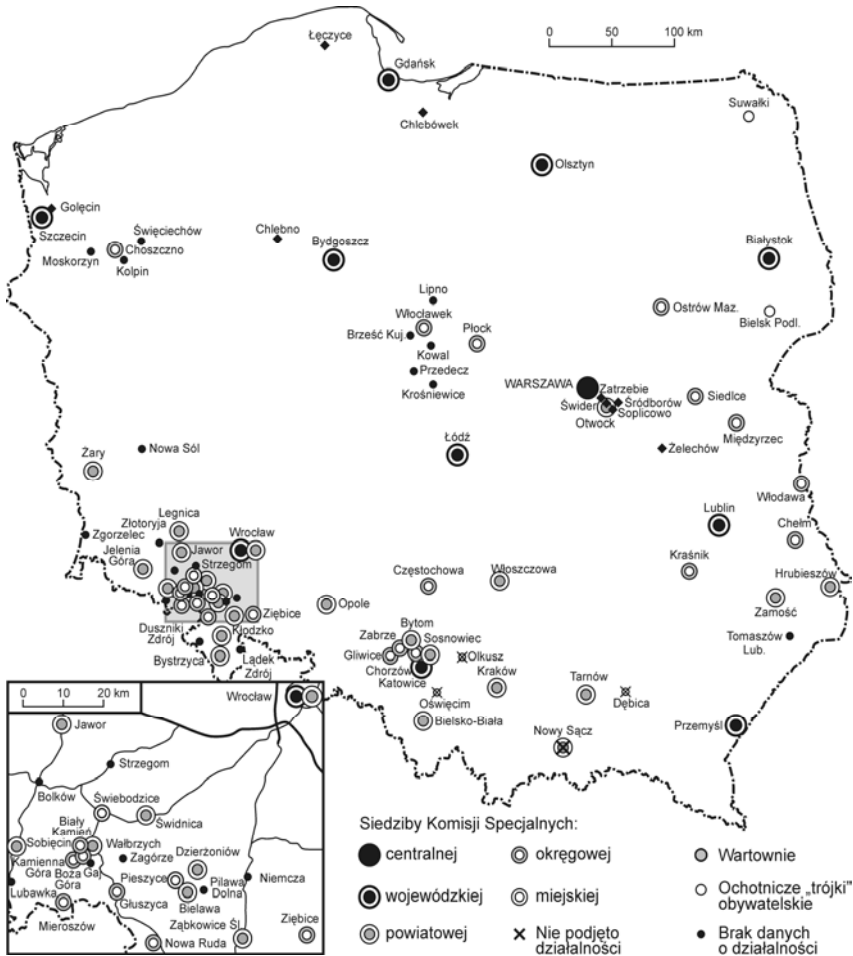 Łęczyce
0 50 100 km
Gdańsk
Chlebówek
Suwałki
Olsztyn
Golęcin
Szczecin
Święciechów
Choszczno
Moskorzyn
Kolpin
Chlebno
Bydgoszcz
Białystok
Lipno
Włocławek
Brześć Kuj.
Płock
Kowal
Przedecz
Krośniewice
Ostrów Maz.
Bielsk Podl.
WARSZAWA
Zatrzebie
Świder
Śródborów
Otwock
Soplicowo
Siedlce
Międzyrzec
Żelechów
Nowa Sól
Żary
Łódź
Włodawa
Lublin
Chełm
Legnica
Złotoryja
Zgorzelec
Wrocław
Jelenia
Góra
Jawor
Strzegom
Częstochowa
Włoszczowa
Kraśnik
Hrubieszów
Zamość
Ziębice
Opole
Duszniki
Zdrój
Kłodzko
Bystrzyca
Lądek
Zdrój
Bytom
Zabrze
Sosnowiec
Gliwice
Chorzów
Katowice
Olkusz
Kraków
Tomaszów
Lub.
Tarnów
Oświęcim
Dębica
Bielsko-Biała
Nowy Sącz
Przemyśl
0 10 20 km
Wrocław
Jawor
Strzegom
Bolków
Świebodzice
Świdnica
Biały
Kamień
Sobięcin
Wałbrzych
Kamienna
Góra
Boża
Góra
Gaj
Zagórze
Dzierżoniów
Pieszyce
Piława
Dolna
Niemcza
Lubawka
Głuszyca
Bielawa
Mieroszów
Ząbkowice Śl.
Ziębice
Nowa Ruda
Siedziby Komisji Specjalnych:
centralnej
okręgowej
Wartownie
wojewódzkiej
miejskiej
Ochotnicze „trójki”
obywatelskie
powiatowej
Nie podjęto
działalności
Brak danych
o działalności